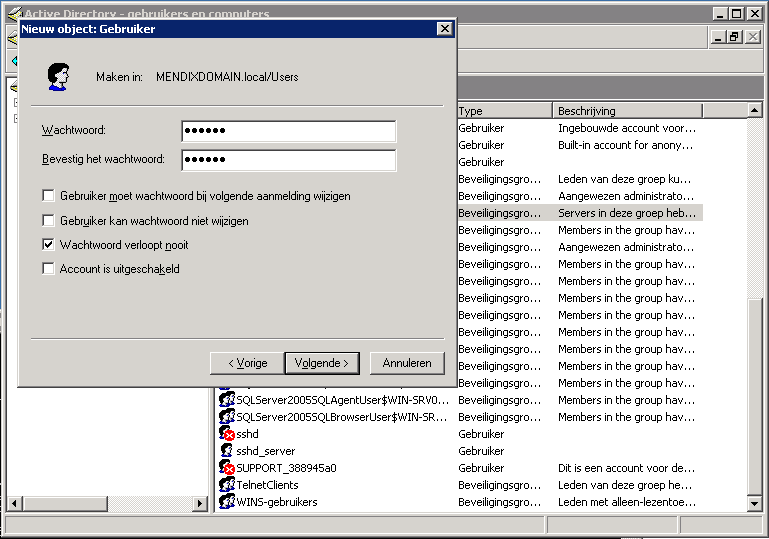 Active Directory - gebruikers en computers
Nieuw object: Gebruiker
Maken in: MENDIXDOMAIN.local/Users
Wachtwoord: ●●●●●●
Bevestig het wachtwoord: ●●●●●●
Gebruiker moet wachtwoord bij volgende aanmelding wijzigen
Gebruiker kan wachtwoord niet wijzigen
Wachtwoord verloopt nooit
Account is uitgeschakeld
< Vorige Volgende > Annuleren
Type Beschrijving
Gebruiker Ingebouwde account voor...
Gebruiker Built-in account for anony...
Gebruiker
Beveiligingsgro... Leden van deze groep ku...
Beveiligingsgro... Aangewezen administrato...
Beveiligingsgro... Servers in deze groep heb...
Beveiligingsgro... Members in the group hav...
Beveiligingsgro... Aangewezen administrato...
Beveiligingsgro... Members in the group hav...
Beveiligingsgro... Members in the group hav...
Beveiligingsgro... Members in the group hav...
Beveiligingsgro... Members in the group hav...
Beveiligingsgro... Members in the group hav...
Beveiligingsgro... Members in the group hav...
Beveiligingsgro... Members in the group hav...
SQLServer2005SQLAgentUser$WIN-SRV0... Beveiligingsgro... Members in the group hav...
SQLServer2005SQLBrowserUser$WIN-SR... Beveiligingsgro... Members in the group hav...
sshd Gebruiker
sshd_server Gebruiker
SUPPORT_388945a0 Gebruiker Dit is een account voor de...
TelnetClients Beveiligingsgro... Leden van deze groep he...
WINS-gebruikers Beveiligingsgro... Leden met alleen-lezentoe...